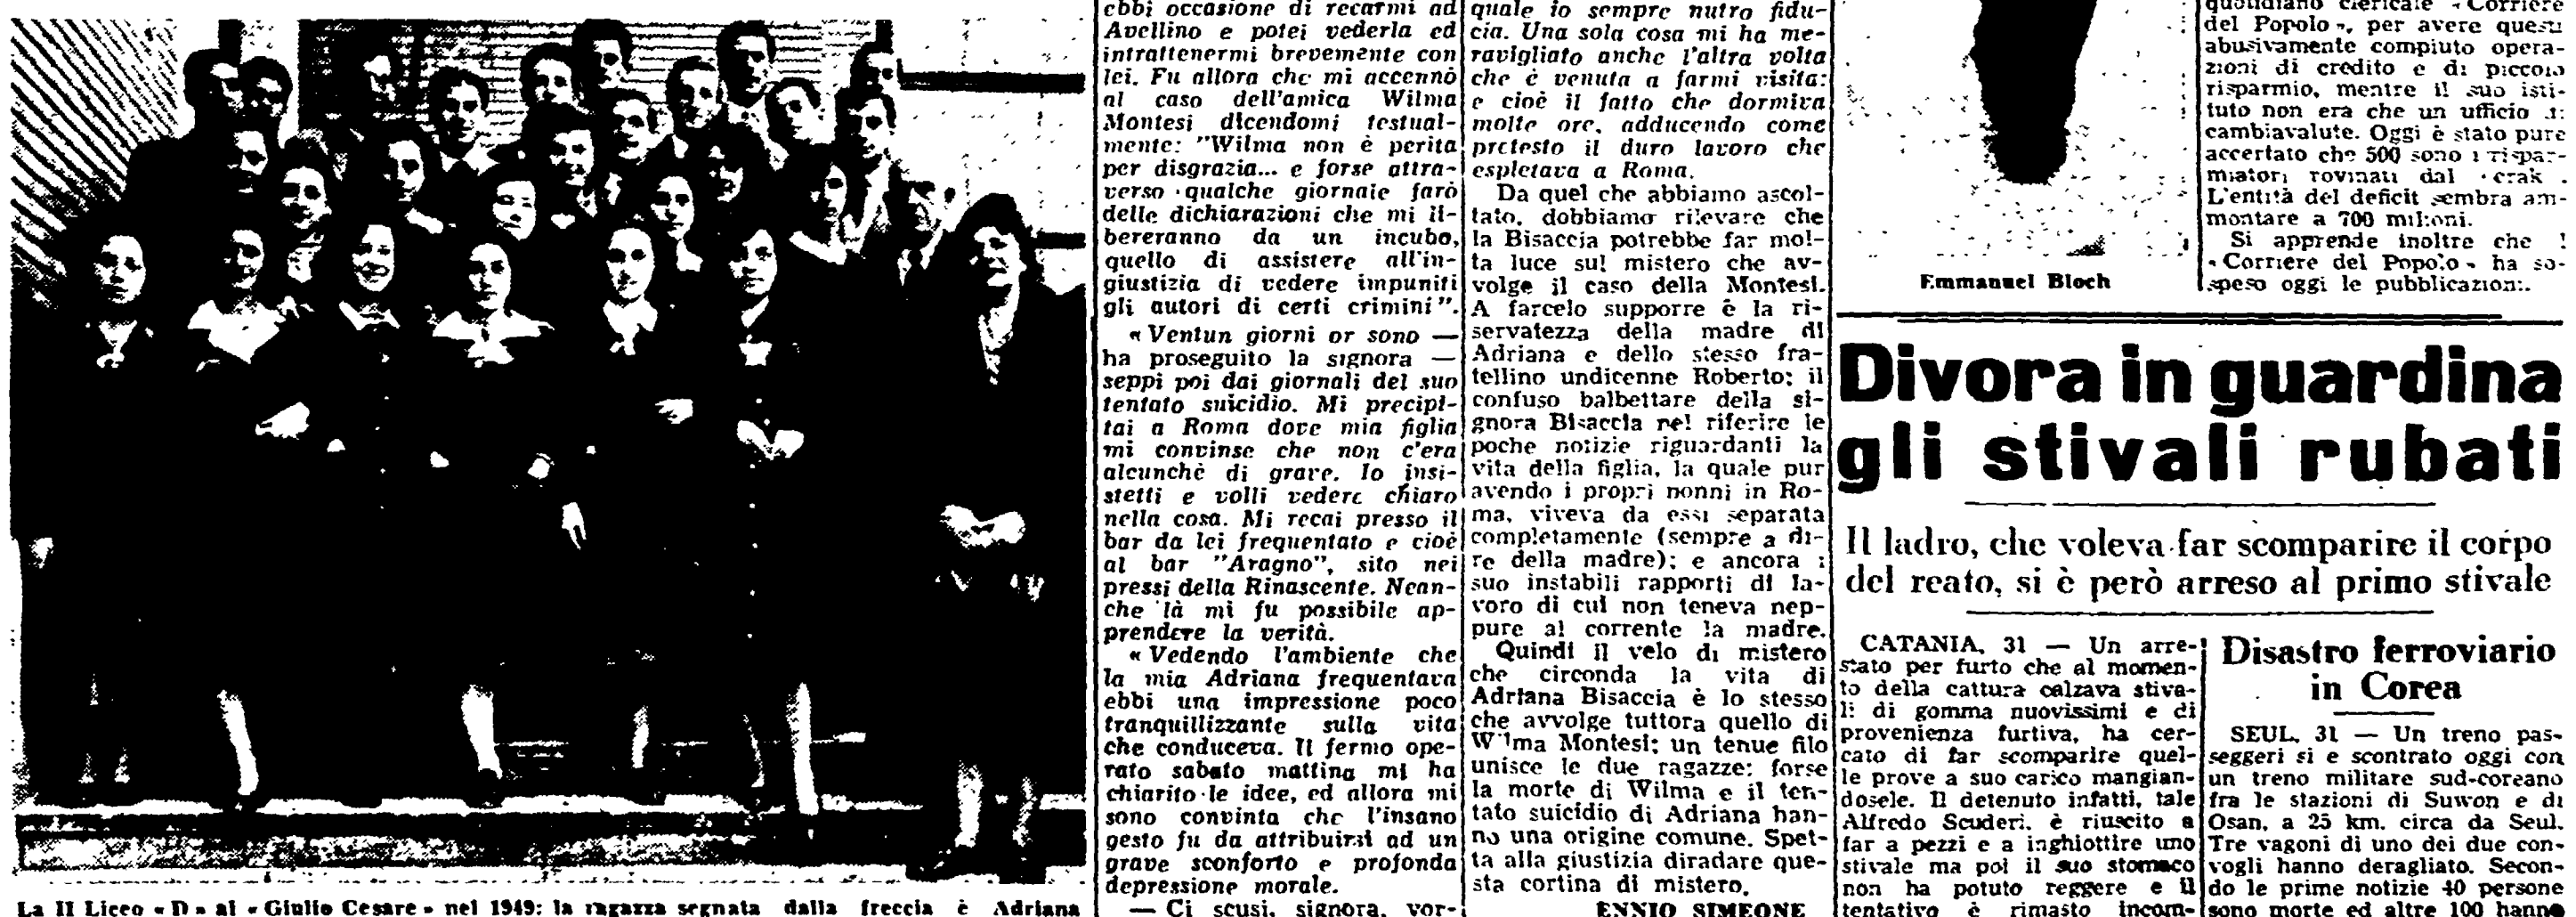 La II Liceo « D » al « Giulio Cesare » nel 1949: la ragazza segnata dalla freccia è Adriana
ebbi occasione di recarmi ad
Avellino e potei vederla ed
intrattenermi brevemente con
lei. Fu allora che mi accennò
al caso dell'amica Wilma
Montesi dicendomi testual-
mente: "Wilma non è perita
per disgrazia... e forse attra-
verso qualche giornale farò
delle dichiarazioni che mi li-
bereranno da un incubo,
quello di assistere all'in-
giustizia di vedere impuniti
gli autori di certi crimini".
« Ventun giorni or sono —
ha proseguito la signora —
seppi poi dai giornali del suo
tentato suicidio. Mi precipi-
tai a Roma dove mia figlia
mi convinse che non c'era
alcunchè di grave. Io insi-
stetti e volli vedere chiaro
nella cosa. Mi recai presso il
bar da lei frequentato e cioè
al bar "Aragno", sito nei
pressi della Rinascente. Nean-
che là mi fu possibile ap-
prendere la verità.
« Vedendo l'ambiente che
la mia Adriana frequentava
ebbi una impressione poco
tranquillizzante sulla vita
che conduceva. Il fermo ope-
rato sabato mattina mi ha
chiarito le idee, ed allora mi
sono convinta che l'insano
gesto fu da attribuirsi ad un
grave sconforto e profonda
depressione morale.
— Ci scusi, signora, vor-
quale io sempre nutro fidu-
cia. Una sola cosa mi ha me-
ravigliato anche l'altra volta
che è venuta a farmi visita:
e cioè il fatto che dormiva
molte ore, adducendo come
pretesto il duro lavoro che
espletava a Roma.
Da quel che abbiamo ascol-
tato, dobbiamo rilevare che
la Bisaccia potrebbe far mol-
ta luce sul mistero che av-
volge il caso della Montesi.
A farcelo supporre è la ri-
servatezza della madre di
Adriana e dello stesso fra-
tellino undicenne Roberto; il
confuso balbettare della si-
gnora Bisaccia nel riferire le
poche notizie riguardanti la
vita della figlia, la quale pur
avendo i propri nonni in Ro-
ma, viveva da essi separata
completamente (sempre a di-
re della madre); e ancora i
suo instabili rapporti di la-
voro di cui non teneva nep-
pure al corrente la madre.
Quindi il velo di mistero
che circonda la vita di
Adriana Bisaccia è lo stesso
che avvolge tuttora quello di
Wilma Montesi; un tenue filo
unisce le due ragazze: forse
la morte di Wilma e il ten-
tato suicidio di Adriana han-
no una origine comune. Spet-
ta alla giustizia diradare que-
sta cortina di mistero.
ENNIO SIMEONE
Emmanuel Bloch
quotidiano clericale « Corriere
del Popolo », per avere questi
abusivamente compiuto opera-
zioni di credito e di piccolo
risparmio, mentre il suo isti-
tuto non era che un ufficio di
cambiavalute. Oggi è stato pure
accertato che 500 sono i rispar-
miatori rovinati dal crak.
L'entità del deficit sembra am-
montare a 700 milioni.
Si apprende inoltre che il
« Corriere del Popolo » ha so-
speso oggi le pubblicazioni.
Divora in guardina
gli stivali rubati
Il ladro, che voleva far scomparire il corpo
del reato, si è però arreso al primo stivale
CATANIA, 31 — Un arre-
stato per furto che al momen-
to della cattura calzava stiva-
li di gomma nuovissimi e di
provenienza furtiva, ha cer-
cato di far scomparire quel-
le prove a suo carico mangian-
dosele. Il detenuto infatti, tale
Alfredo Scuderi, è riuscito a
far a pezzi e a inghiottire uno
stivale ma poi il suo stomaco
non ha potuto reggere e il
tentativo è rimasto incom-
Disastro ferroviario
in Corea
SEUL, 31 — Un treno pas-
seggeri si è scontrato oggi con
un treno militare sud-coreano
fra le stazioni di Suwon e di
Osan, a 25 km. circa da Seul.
Tre vagoni di uno dei due con-
vogli hanno deragliato. Secon-
do le prime notizie 40 persone
sono morte ed altre 100 hanno